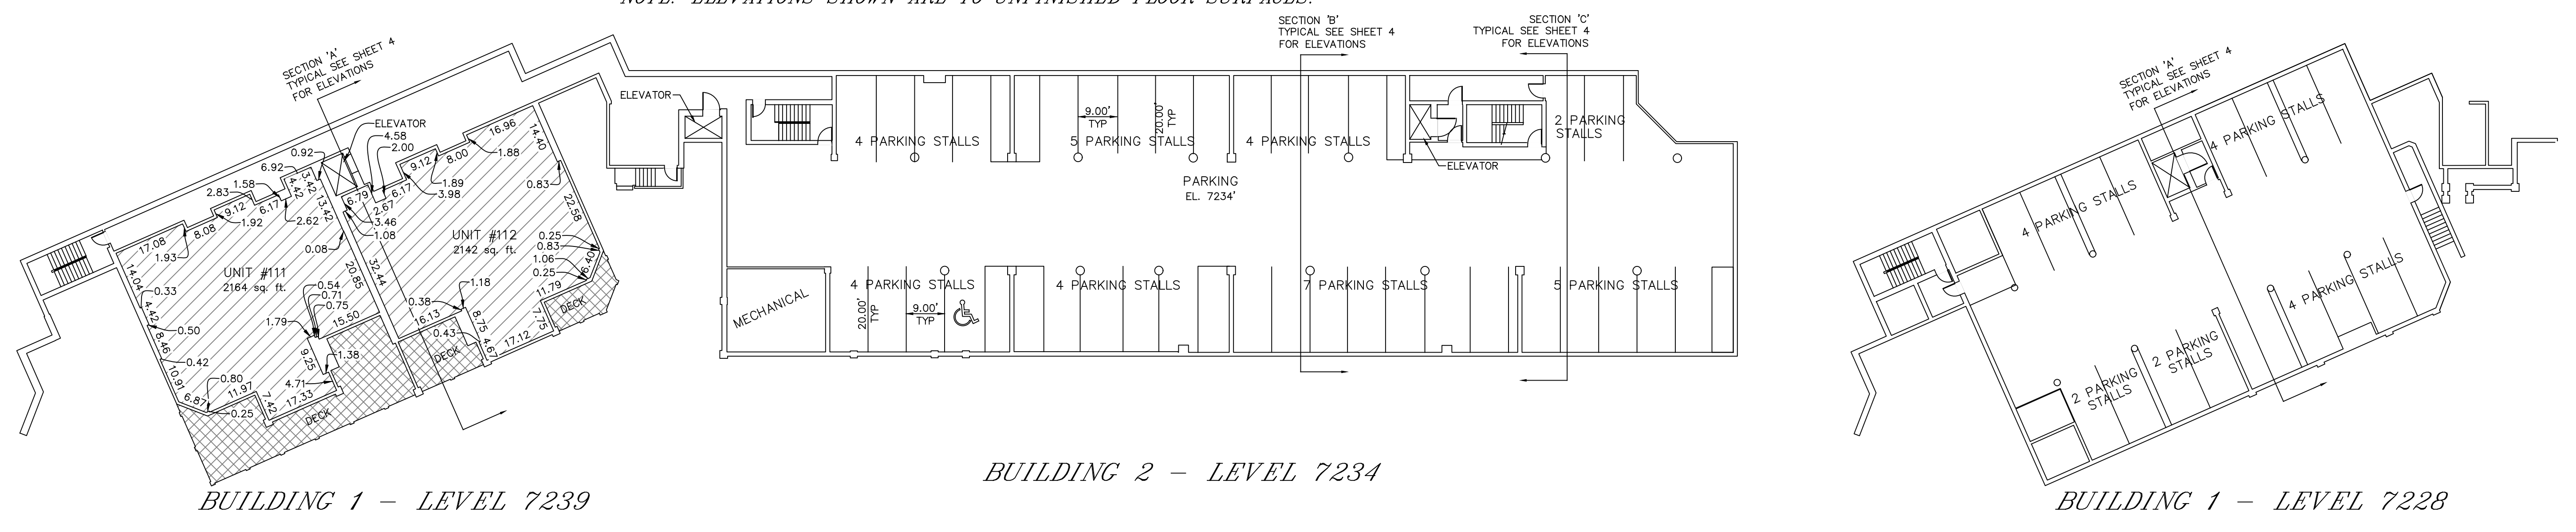 NOTE: ELEVATIONS SHOWN ARE TO UNFINISHED FLOOR SURFACES.
SECTION 'A'
TYPICAL SEE SHEET 4
FOR ELEVATIONS
ELEVATOR
4.58
2.00
0.92
6.92
1.58
2.83
9.12
6.17
4.42
3.42
13.42
2.62
1.92
8.08
17.08
1.93
0.08
6.79
2.67
6.17
9.12
8.00
16.96
1.88
1.89
3.98
3.46
1.08
14.40
0.83
22.58
UNIT #112
2142 sq. ft.
0.25
0.83
1.06
0.25
6.40
11.79
DECK
7.75
17.12
4.67
8.75
0.43
DECK
16.13
0.38
1.18
32.44
20.85
UNIT #111
2164 sq. ft.
0.54
0.71
0.75
1.79
15.50
9.25
1.38
4.71
17.33
DECK
7.42
11.97
0.80
0.25
6.87
10.91
0.42
8.46
0.50
4.42
0.33
14.04
BUILDING 1 - LEVEL 7239
SECTION 'B'
TYPICAL SEE SHEET 4
FOR ELEVATIONS
SECTION 'C'
TYPICAL SEE SHEET 4
FOR ELEVATIONS
ELEVATOR
4 PARKING STALLS
9.00'
TYP
20.00'
TYP
5 PARKING STALLS
4 PARKING STALLS
2 PARKING
STALLS
ELEVATOR
PARKING
EL. 7234'
MECHANICAL
4 PARKING STALLS
20.00'
TYP
9.00'
TYP
4 PARKING STALLS
7 PARKING STALLS
5 PARKING STALLS
BUILDING 2 - LEVEL 7234
SECTION 'A'
TYPICAL SEE SHEET 4
FOR ELEVATIONS
4 PARKING STALLS
4 PARKING STALLS
4 PARKING STALLS
2 PARKING
STALLS
2 PARKING
STALLS
BUILDING 1 - LEVEL 7228